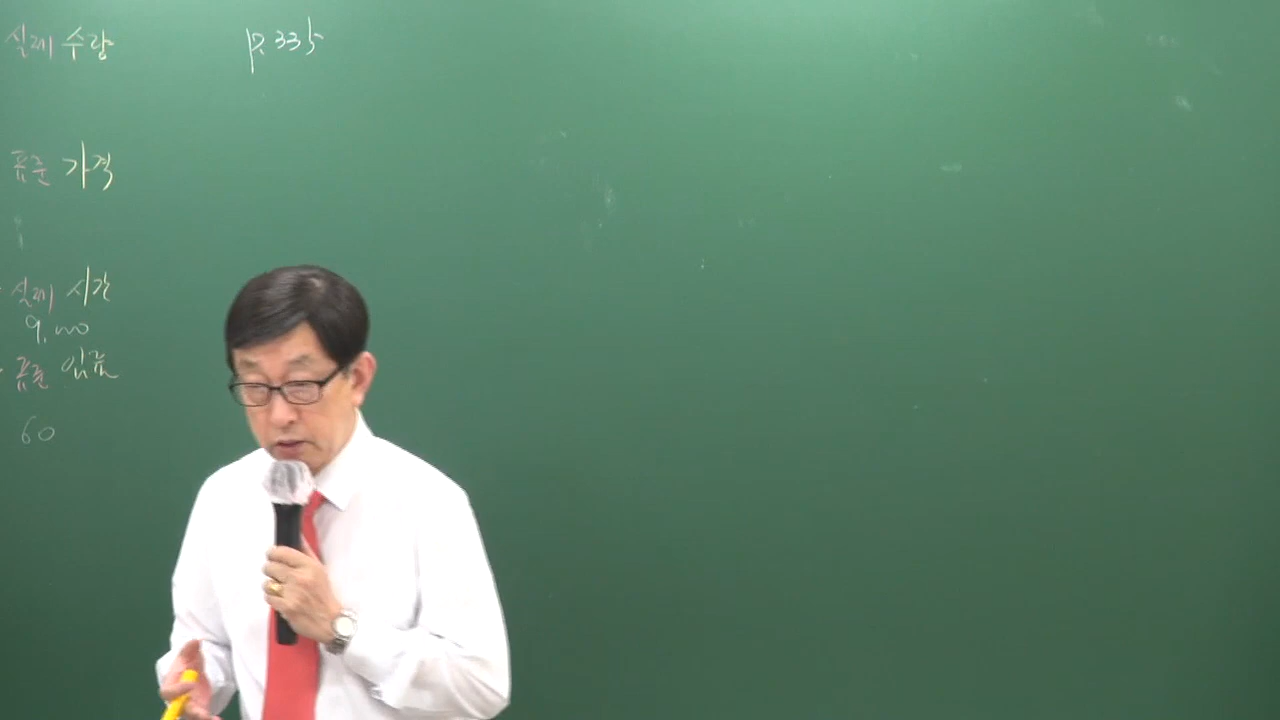 실제 수량
p.335
표준 가격
실제 시간
9,000
표준 임률
60